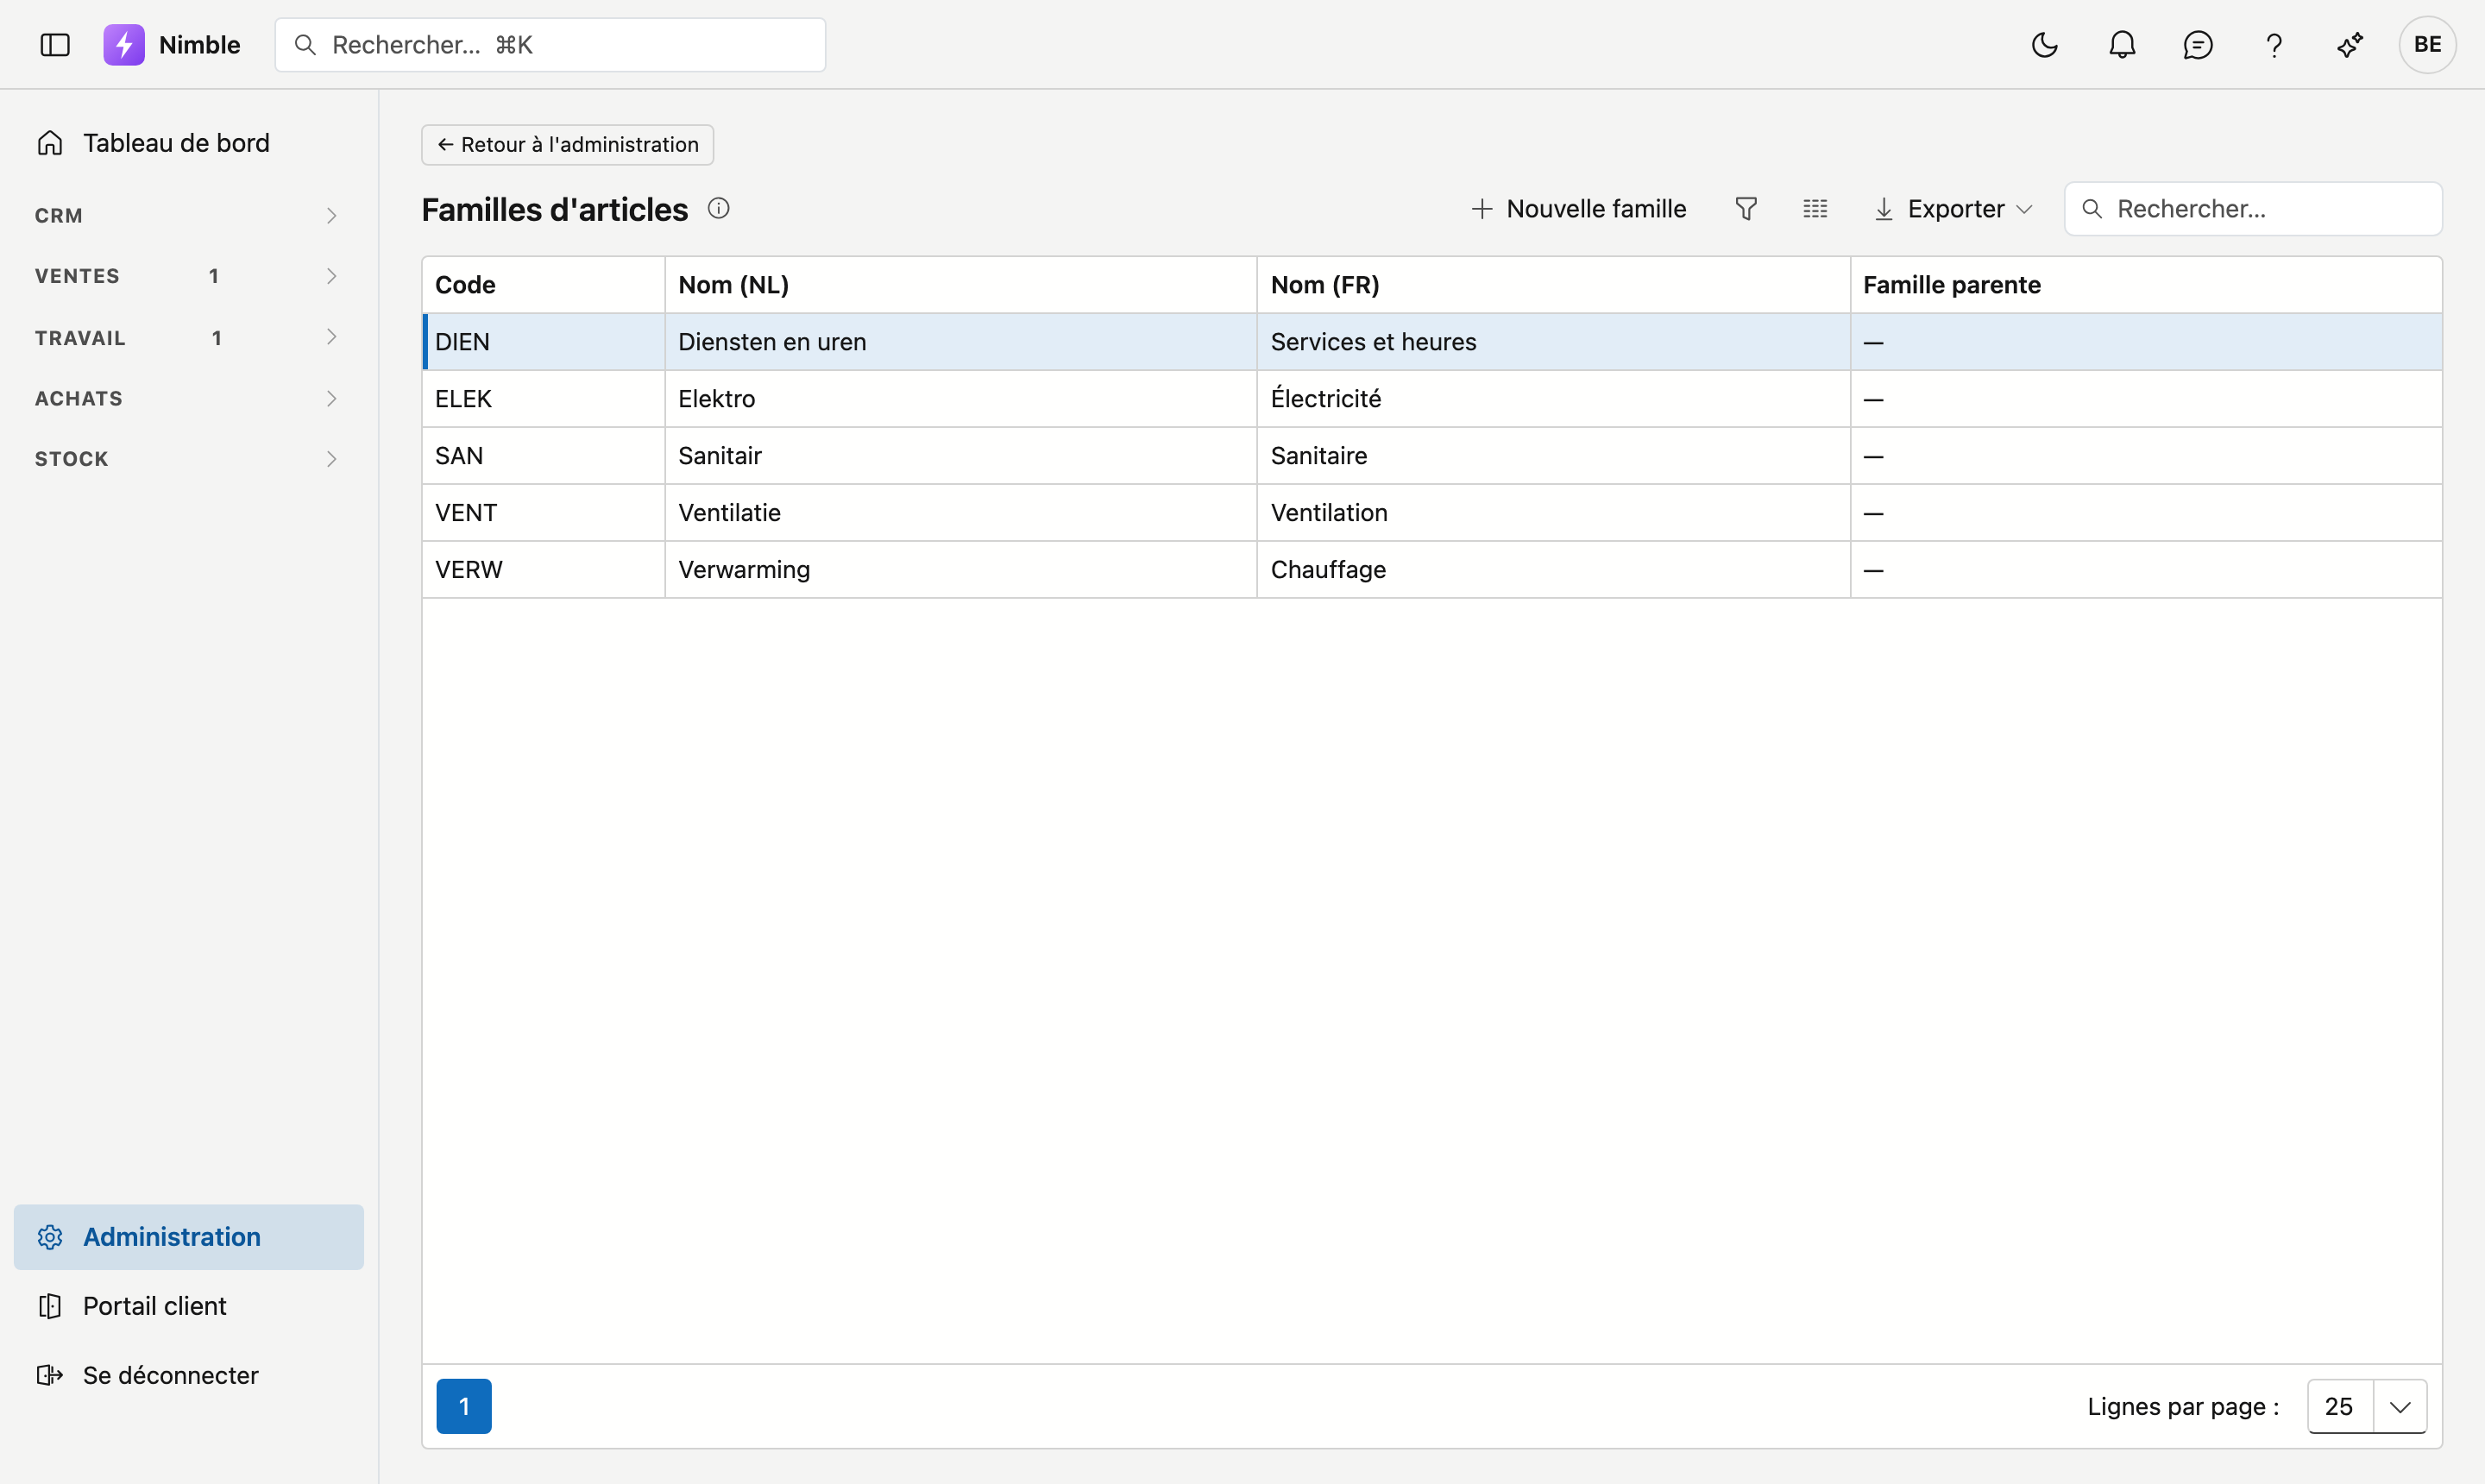 Nimble
Rechercher... ⌘K
BE
Tableau de bord
CRM
VENTES 1
TRAVAIL 1
ACHATS
STOCK
Administration
Portail client
Se déconnecter
← Retour à l'administration
Familles d'articles
Nouvelle famille
Exporter
Rechercher...
Code Nom (NL) Nom (FR) Famille parente
DIEN Diensten en uren Services et heures —
ELEK Elektro Électricité —
SAN Sanitair Sanitaire —
VENT Ventilatie Ventilation —
VERW Verwarming Chauffage —
1
Lignes par page : 25